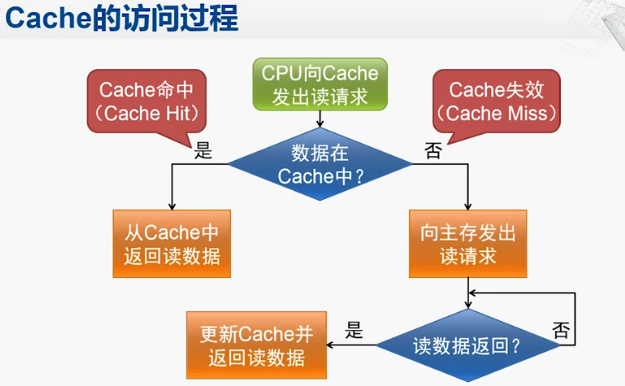 Cache的访问过程
Cache命中
（Cache Hit）
CPU向Cache
发出读请求
Cache失效
（Cache Miss）
是
数据在
Cache中？
否
从Cache中
返回读数据
向主存发出
读请求
更新Cache并
返回读数据
是
读数据返回？
否